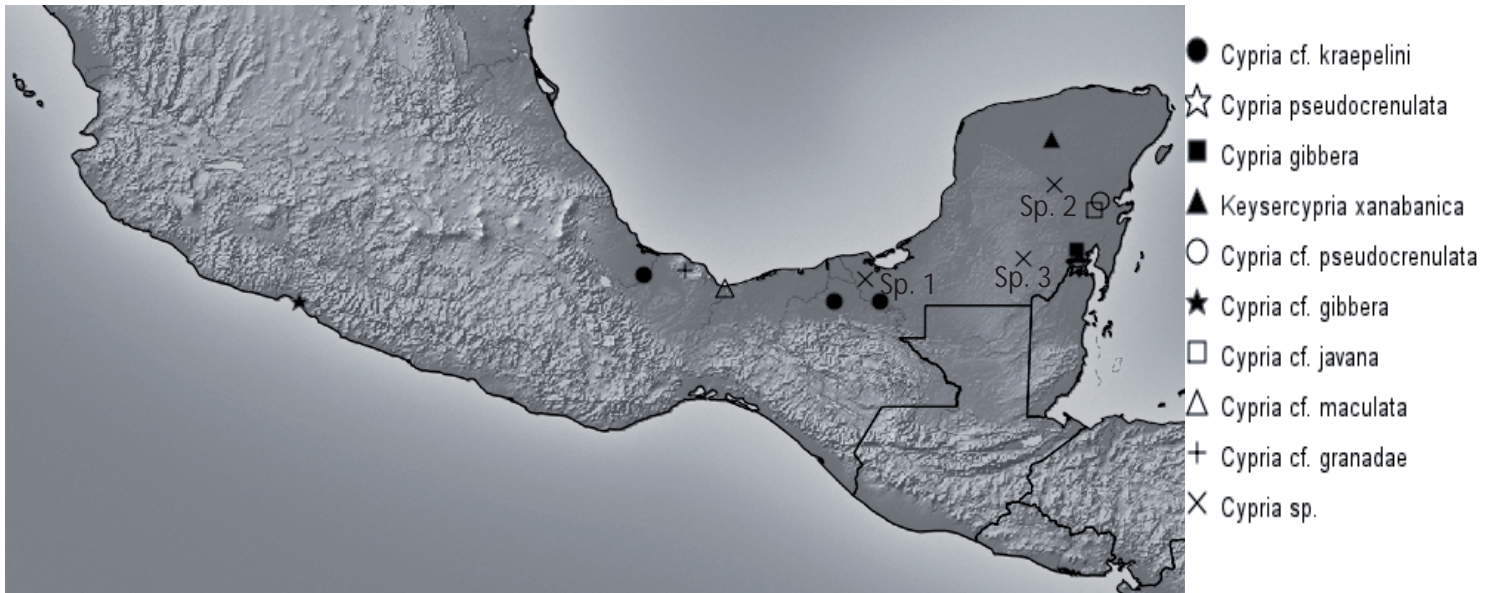 Sp. 2
Sp. 3
Sp. 1
Cypria cf. kraepelini
Cypria pseudocrenulata
Cypria gibbera
Keysercypria xanabanica
Cypria cf. pseudocrenulata
Cypria cf. gibbera
Cypria cf. javana
Cypria cf. maculata
Cypria cf. granadae
Cypria sp.